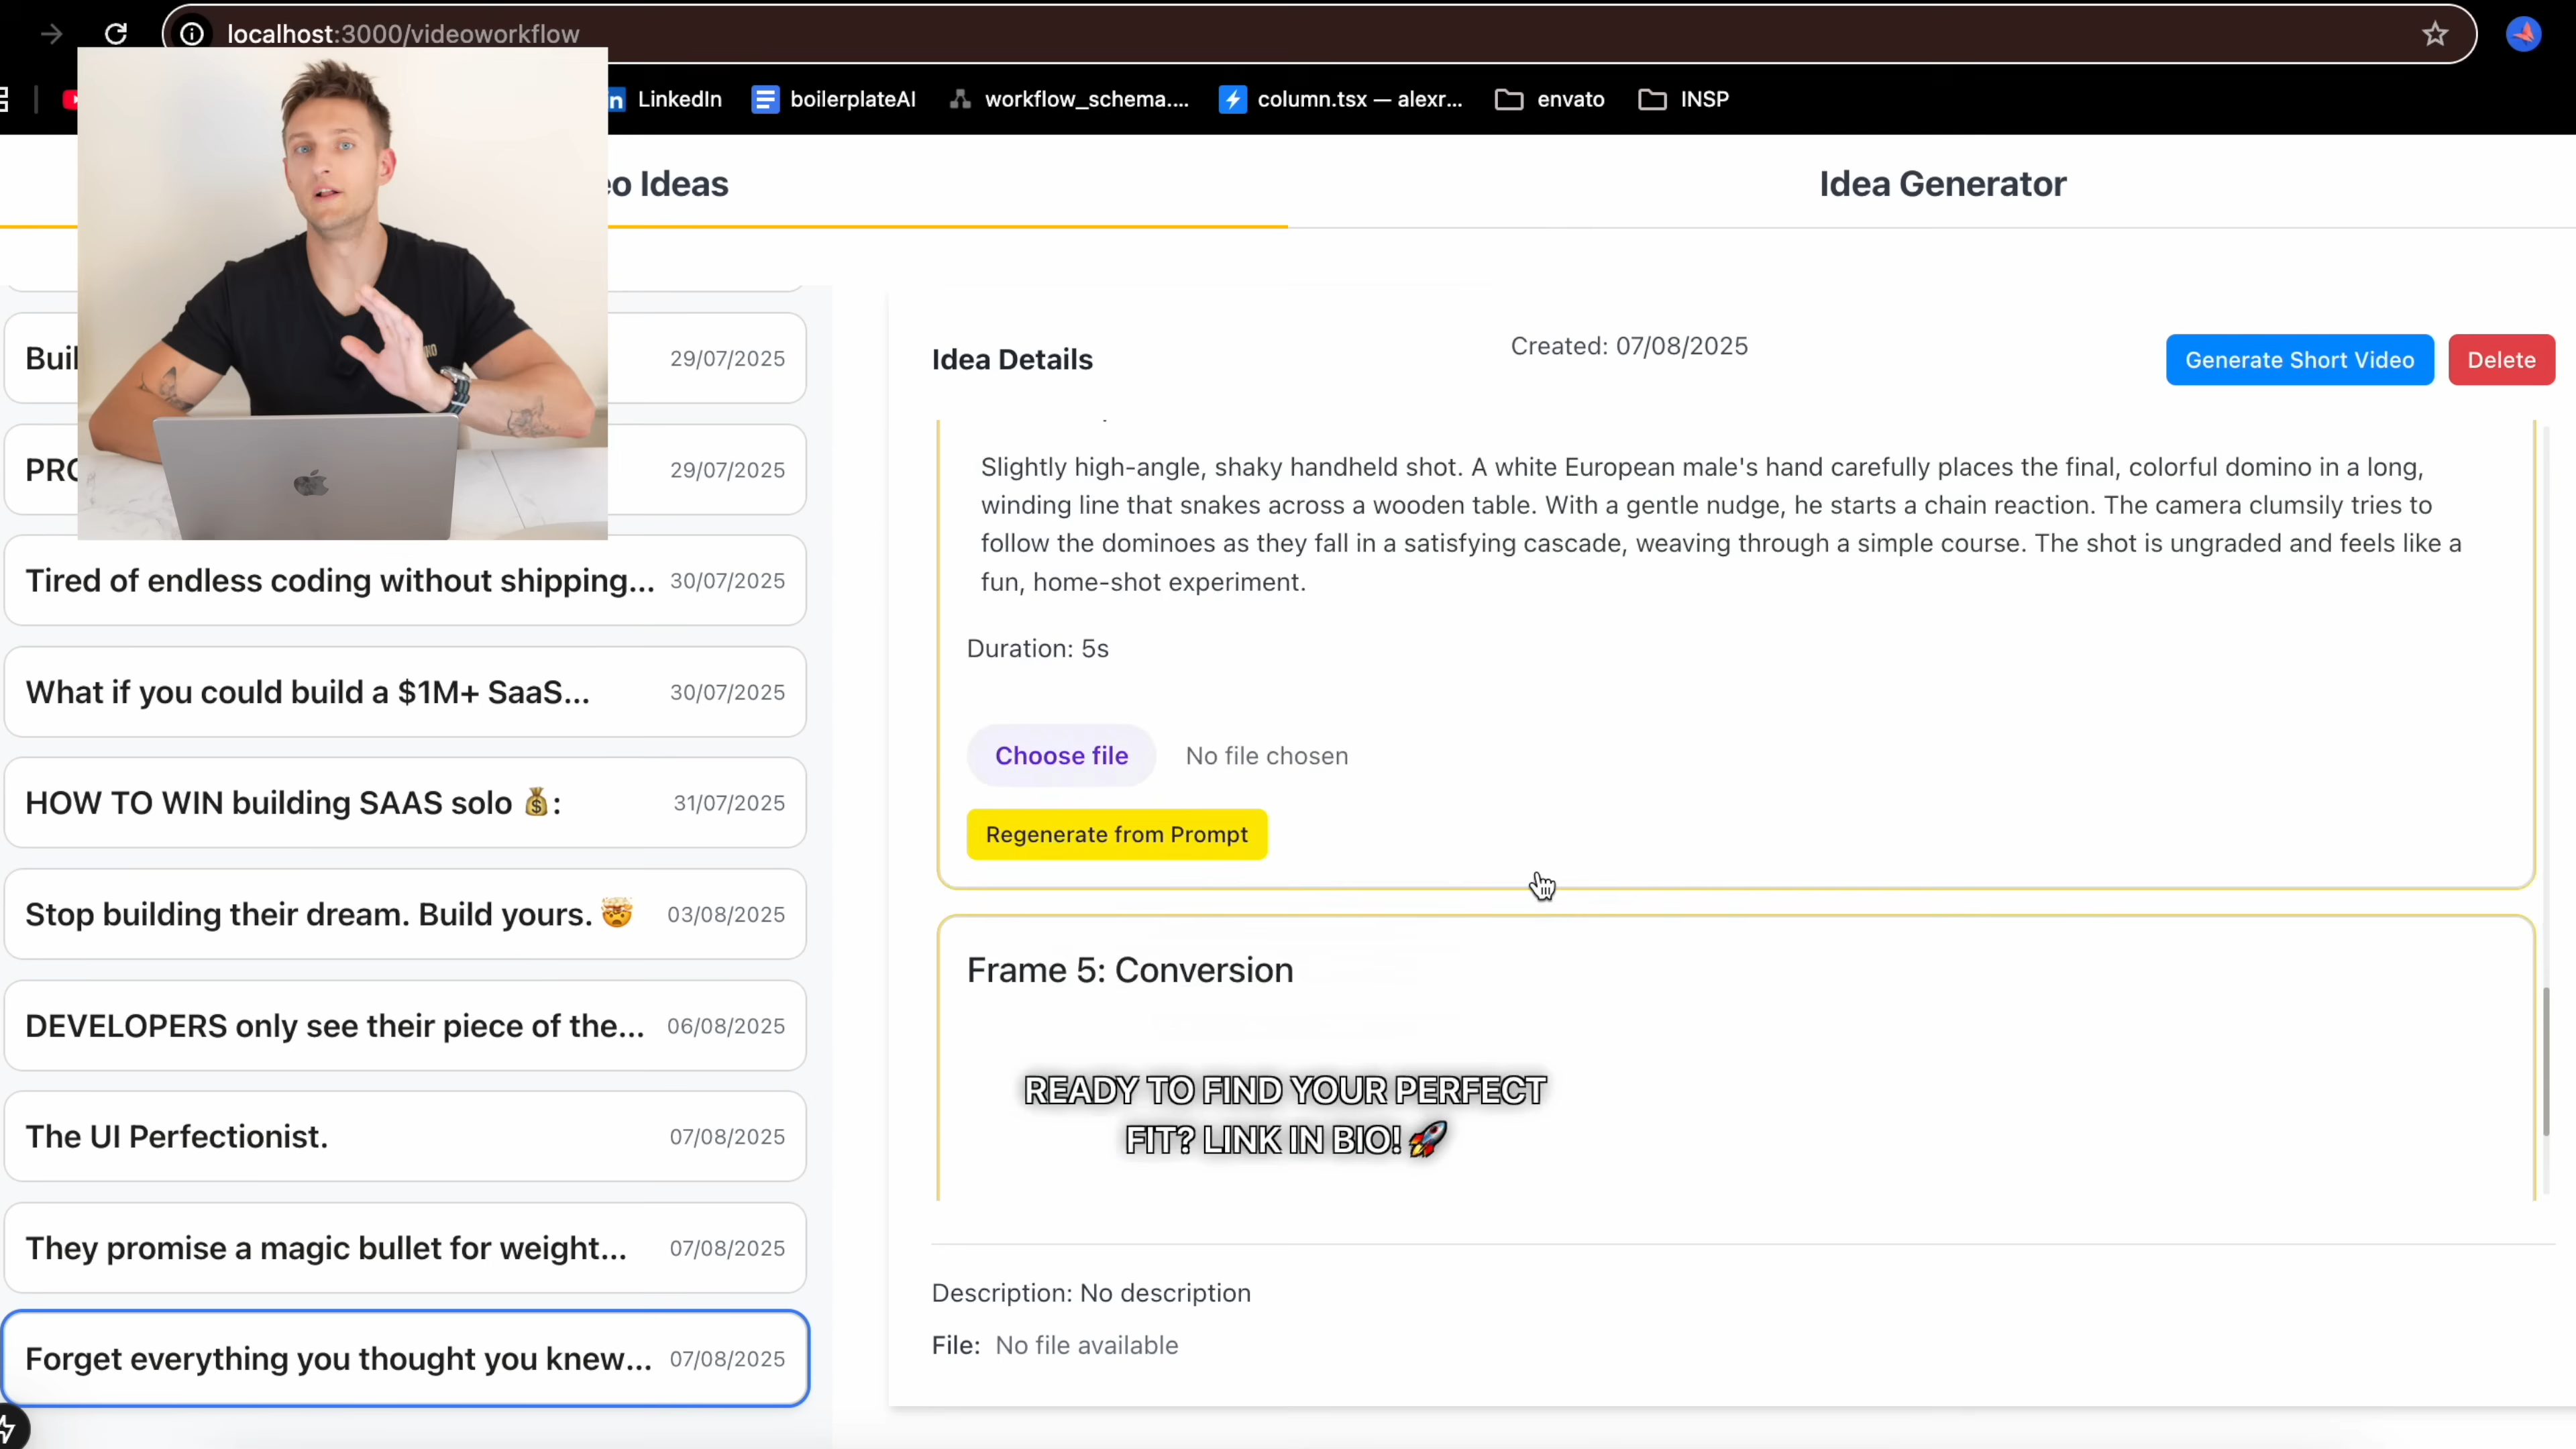 localhost:3000/videoworkflow
LinkedIn
boilerplateAI
workflow_schema....
column.tsx — alexr...
envato
INSP
Ideas
Idea Generator
29/07/2025
29/07/2025
Tired of endless coding without shipping... 30/07/2025
What if you could build a $1M+ SaaS... 30/07/2025
HOW TO WIN building SAAS solo 💰: 31/07/2025
Stop building their dream. Build yours. 🤯 03/08/2025
DEVELOPERS only see their piece of the... 06/08/2025
The UI Perfectionist. 07/08/2025
They promise a magic bullet for weight... 07/08/2025
Forget everything you thought you knew... 07/08/2025
Idea Details
Created: 07/08/2025
Generate Short Video
Delete
Slightly high-angle, shaky handheld shot. A white European male's hand carefully places the final, colorful domino in a long,
winding line that snakes across a wooden table. With a gentle nudge, he starts a chain reaction. The camera clumsily tries to
follow the dominoes as they fall in a satisfying cascade, weaving through a simple course. The shot is ungraded and feels like a
fun, home-shot experiment.
Duration: 5s
Choose file No file chosen
Regenerate from Prompt
Frame 5: Conversion
READY TO FIND YOUR PERFECT
FIT? LINK IN BIO! 🚀
Description: No description
File: No file available